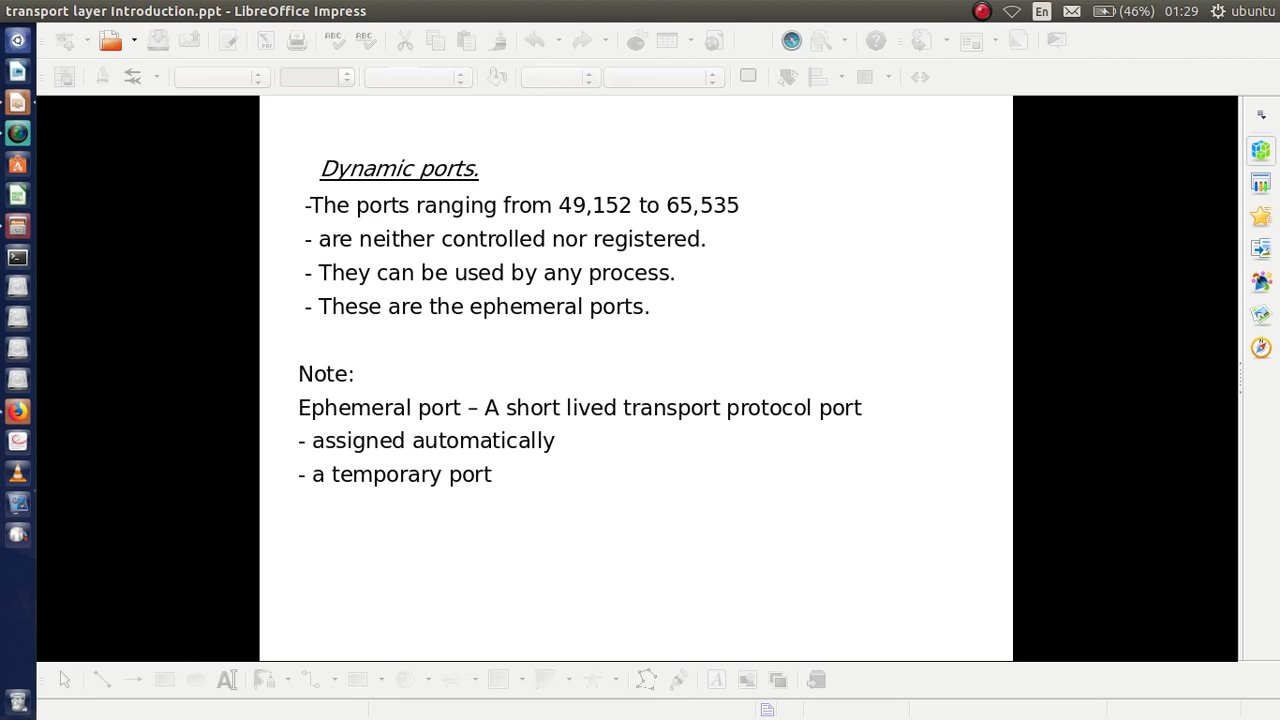 transport layer Introduction.ppt - LibreOffice Impress
En (46%) 01:29 ubuntu
Dynamic ports.
-The ports ranging from 49,152 to 65,535
- are neither controlled nor registered.
- They can be used by any process.
- These are the ephemeral ports.
Note:
Ephemeral port – A short lived transport protocol port
- assigned automatically
- a temporary port